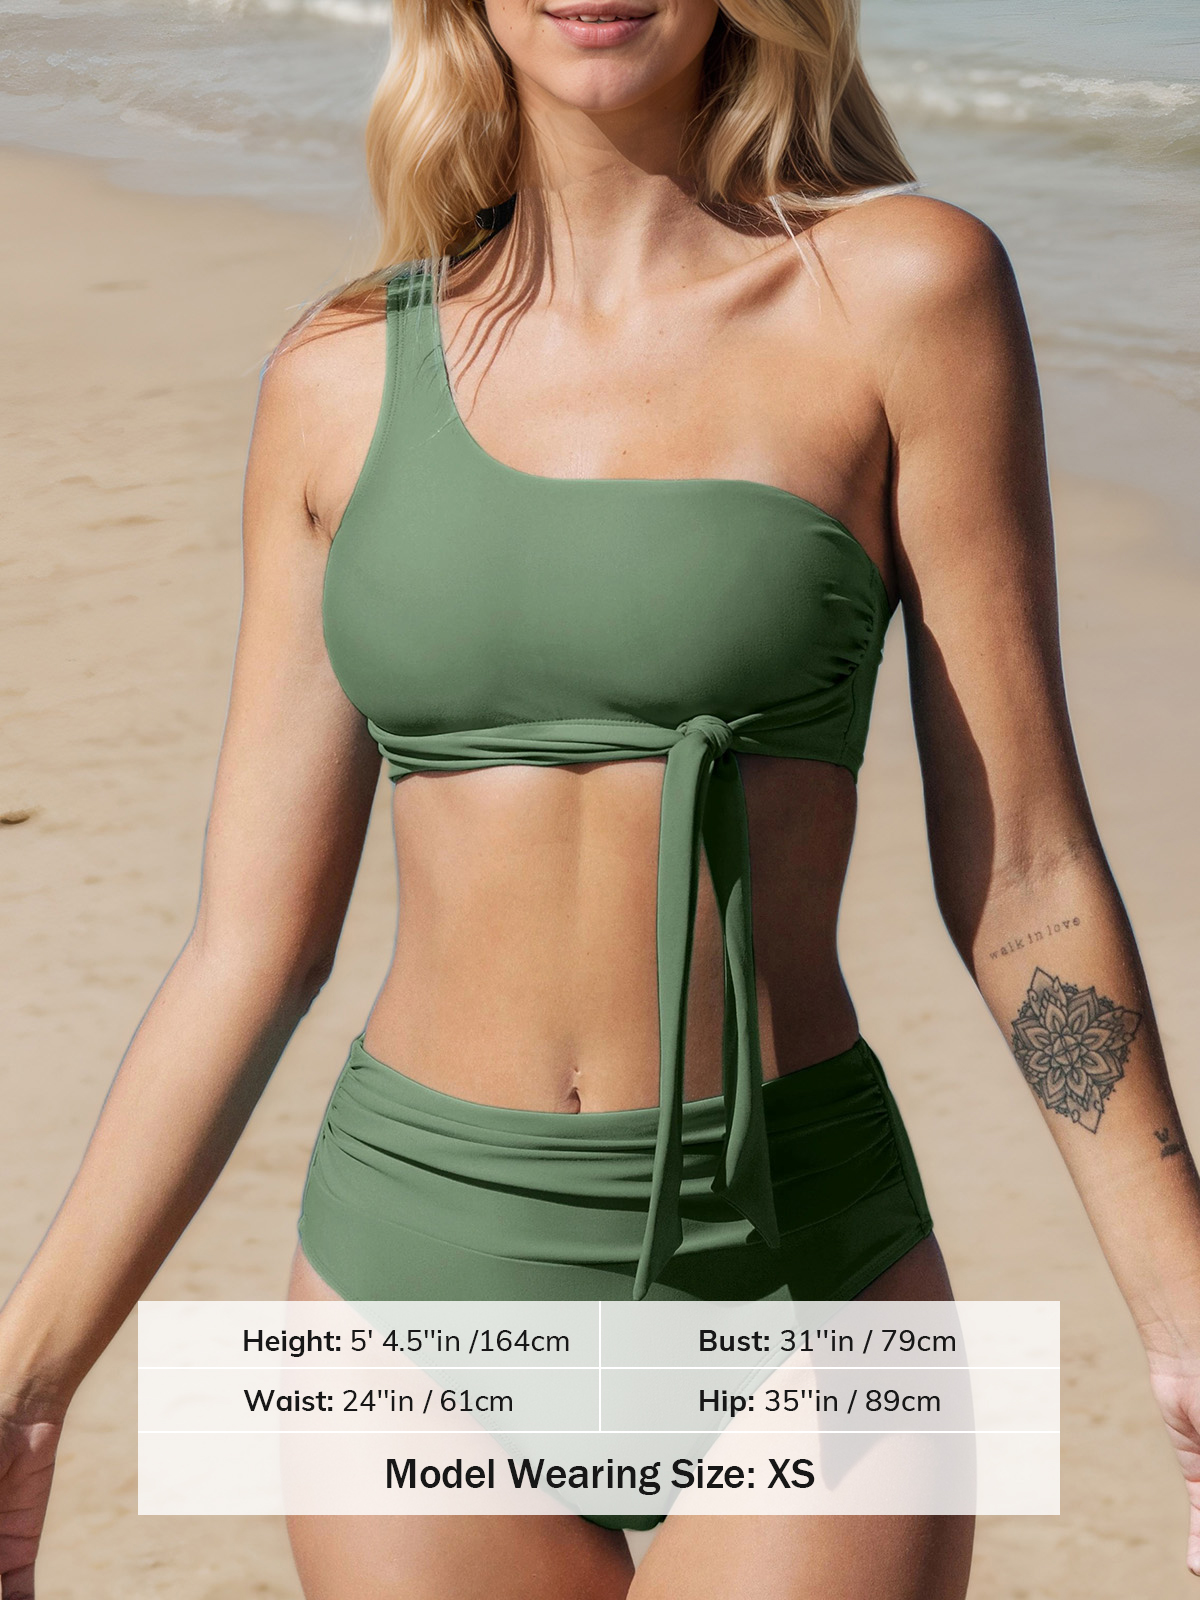 walk in love
Height: 5' 4.5''in /164cm
Bust: 31''in / 79cm
Waist: 24''in / 61cm
Hip: 35''in / 89cm
Model Wearing Size: XS